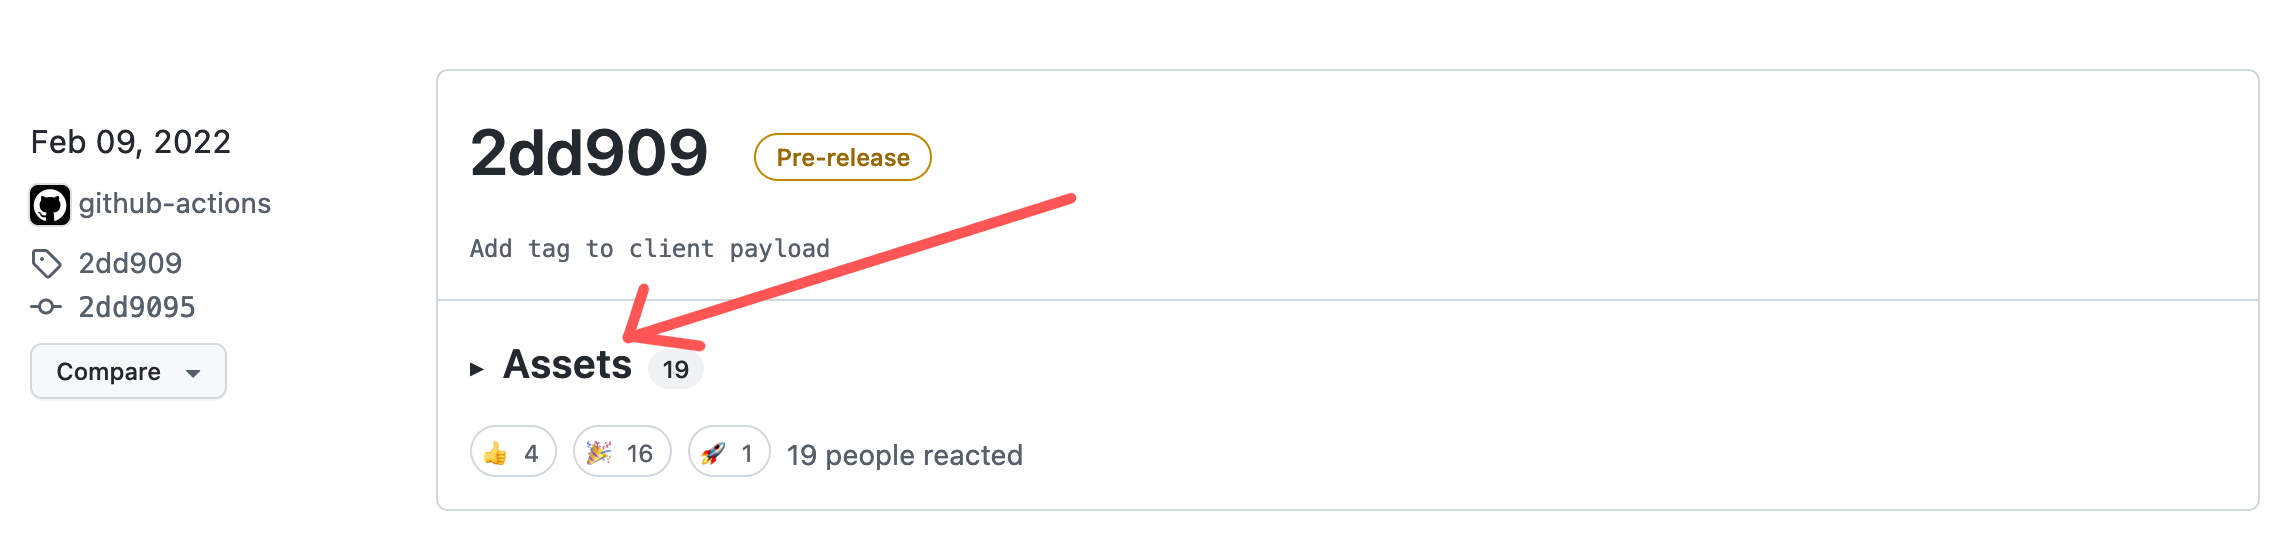 Feb 09, 2022
github-actions
2dd909
2dd9095
Compare
2dd909 Pre-release
Add tag to client payload
Assets 19
4 16 1 19 people reacted